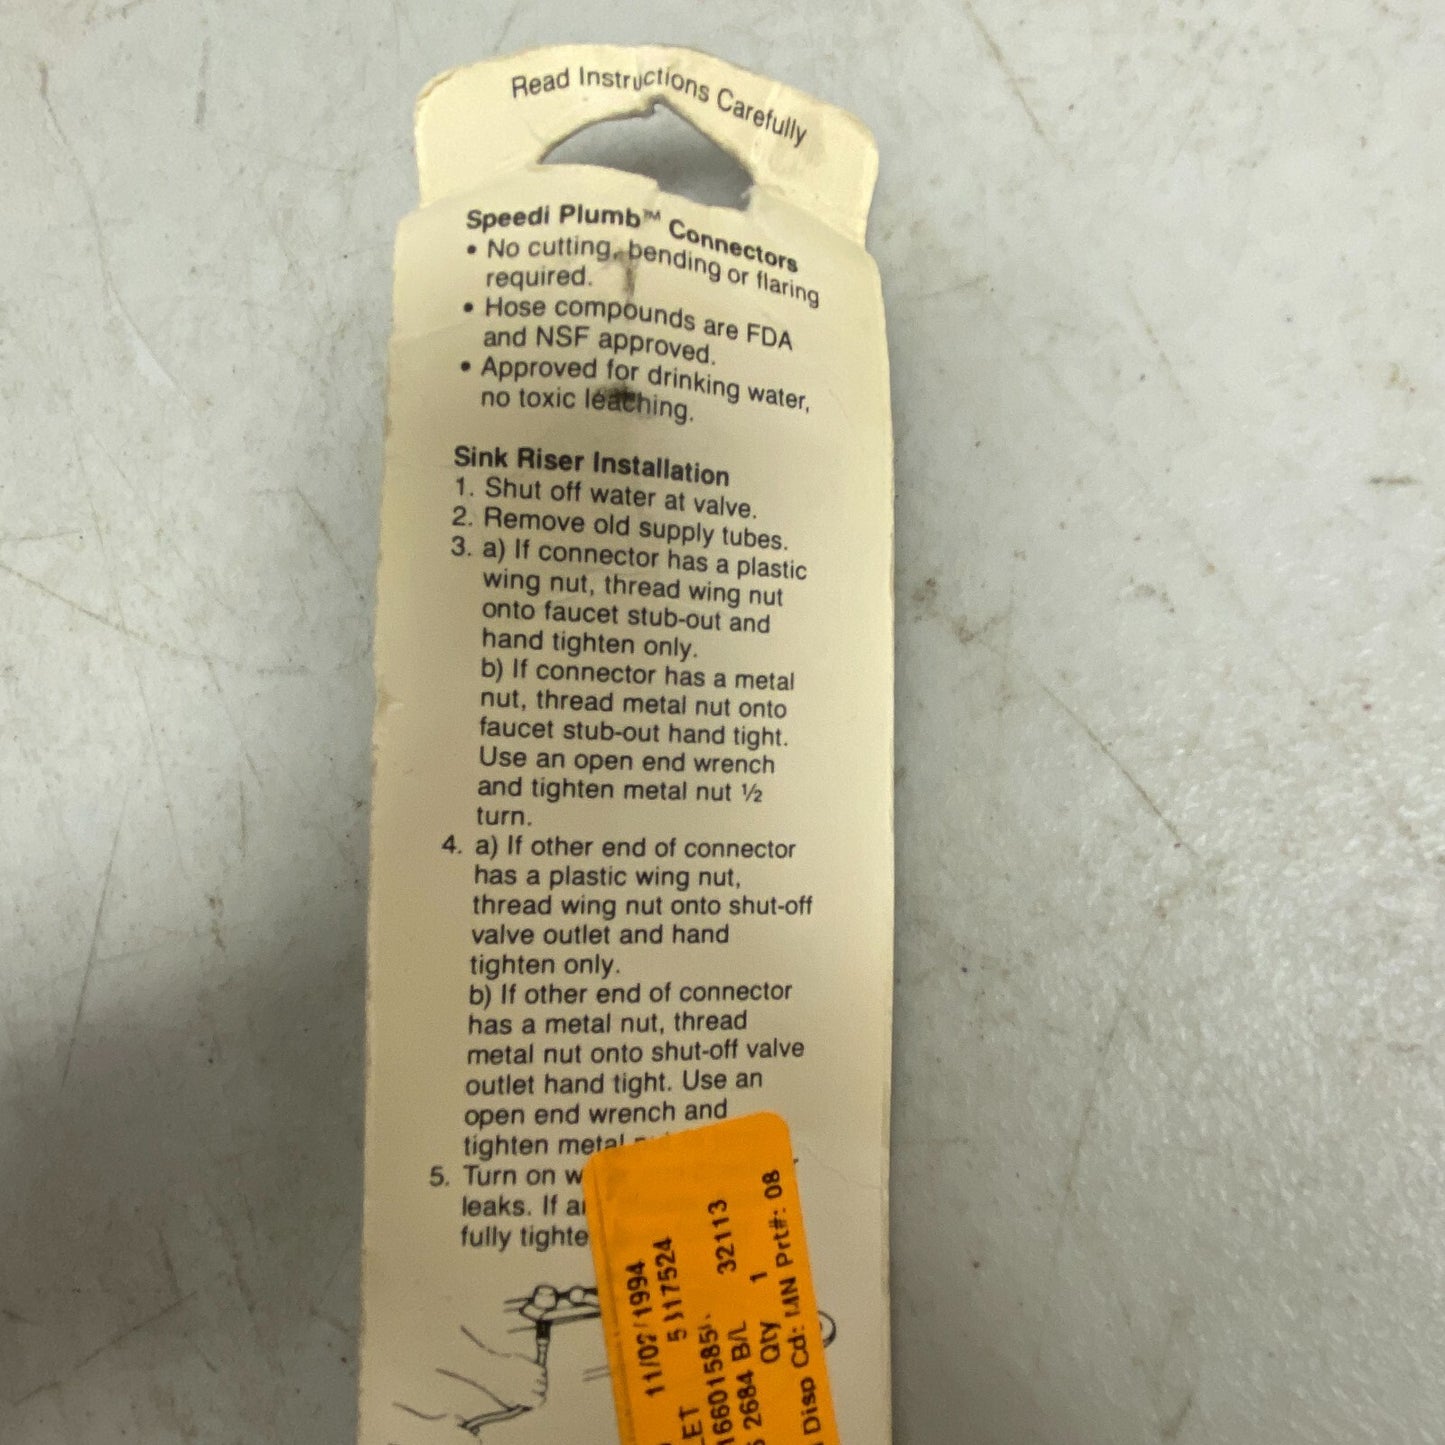 Read Instructions Carefully
Speedi Plumb™ Connectors
• No cutting, bending or flaring
required.
• Hose compounds are FDA
and NSF approved.
• Approved for drinking water,
no toxic leaching.
Sink Riser Installation
1. Shut off water at valve.
2. Remove old supply tubes.
3. a) If connector has a plastic
wing nut, thread wing nut
onto faucet stub-out and
hand tighten only.
b) If connector has a metal
nut, thread metal nut onto
faucet stub-out hand tight.
Use an open end wrench
and tighten metal nut ½
turn.
4. a) If other end of connector
has a plastic wing nut,
thread wing nut onto shut-off
valve outlet and hand
tighten only.
b) If other end of connector
has a metal nut, thread
metal nut onto shut-off valve
outlet hand tight. Use an
open end wrench and
tighten metal
5. Turn on
leaks. If
fully
32113
2684 B/L
Qty 1
Disp Cd: MN Prt#: 08